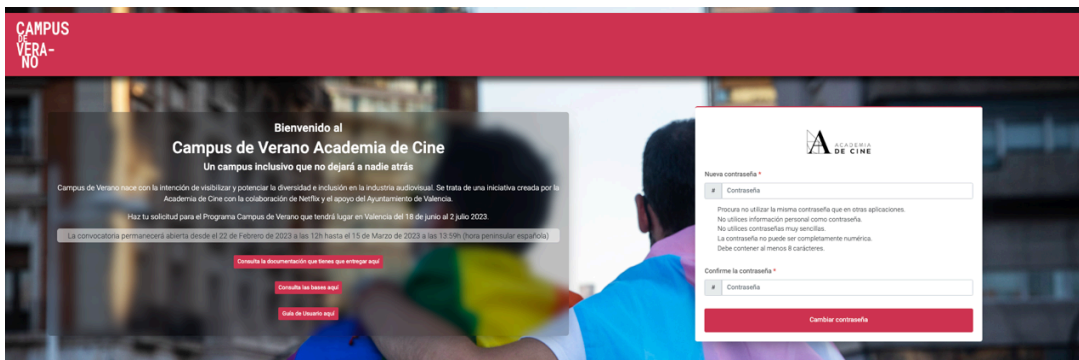 CAMPUS
DE
VERA-
NO
Bienvenido al
Campus de Verano Academia de Cine
Un campus inclusivo que no dejará a nadie atrás
Campus de Verano nace con la intención de visibilizar y potenciar la diversidad e inclusión en la industria audiovisual. Se trata de una iniciativa creada por la
Academia de Cine con la colaboración de Netflix y el apoyo del Ayuntamiento de Valencia.
Haz tu solicitud para el Programa Campus de Verano que tendrá lugar en Valencia del 18 de junio al 2 julio 2023.
La convocatoria permanecerá abierta desde el 22 de Febrero de 2023 a las 12h hasta el 15 de Marzo de 2023 a las 13:59h (hora peninsular española)
Consulta la documentación que tienes que entregar aquí
Consulta las bases aquí
Guía de Usuario aquí
ACADEMIA
DE CINE
Nueva contraseña *
# Contraseña
Procura no utilizar la misma contraseña que en otras aplicaciones.
No utilices información personal como contraseña.
No utilices contraseñas muy sencillas.
La contraseña no puede ser completamente numérica.
Debe contener al menos 8 carácteres.
Confirme la contraseña *
# Contraseña
Cambiar contraseña